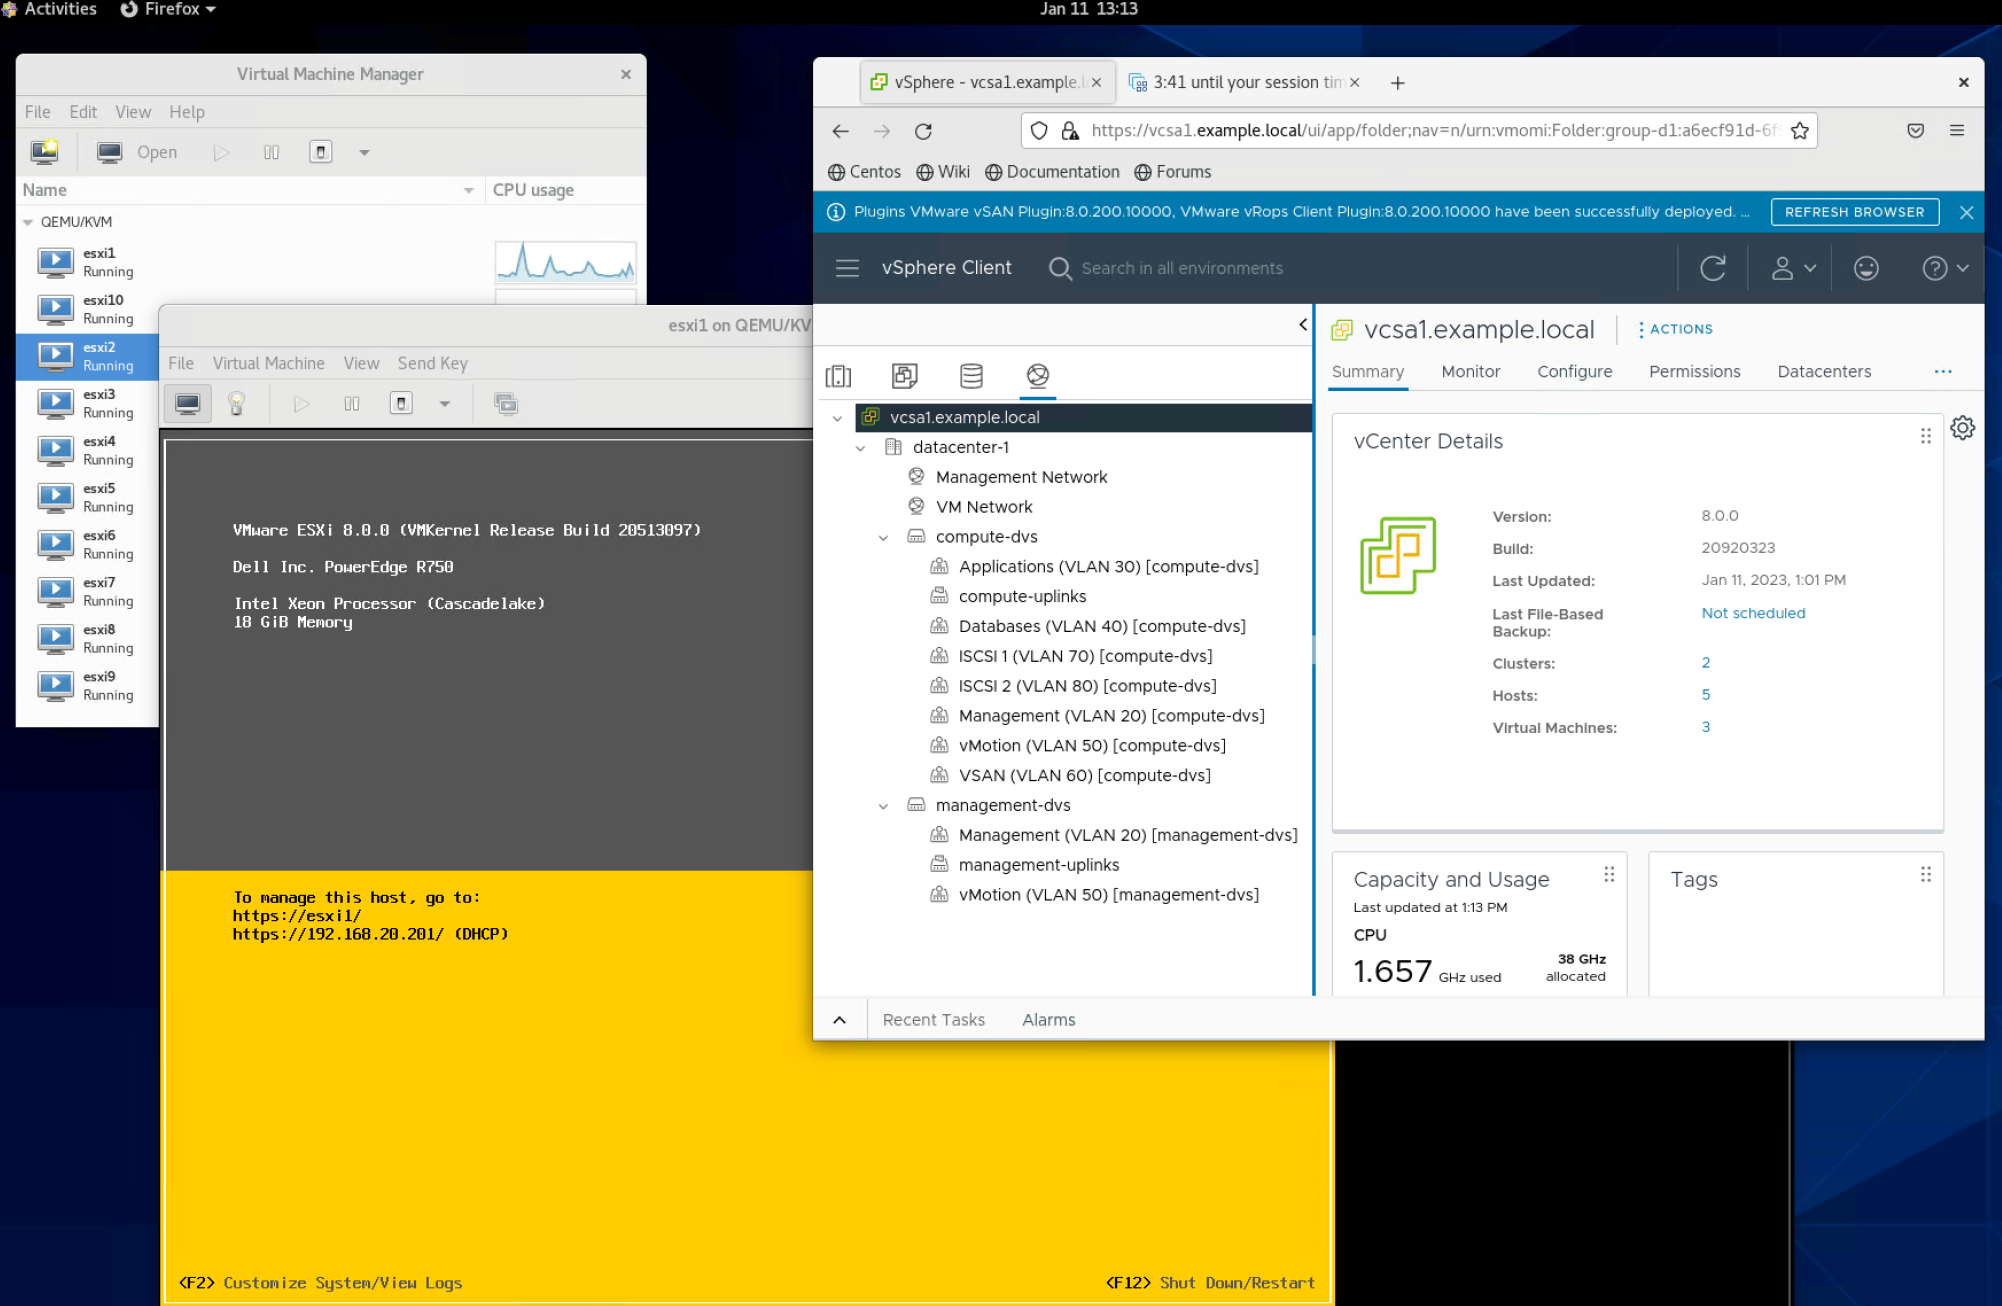 Activities Firefox Jan 11 13:13
Virtual Machine Manager
File Edit View Help
Open
Name CPU usage
QEMU/KVM
esxi1
Running
esxi10
Running
esxi2
Running
esxi3
Running
esxi4
Running
esxi5
Running
esxi6
Running
esxi7
Running
esxi8
Running
esxi9
Running
esxi1 on QEMU/KV
File Virtual Machine View Send Key
VMware ESXi 8.0.0 (VMKernel Release Build 20513097)
Dell Inc. PowerEdge R750
Intel Xeon Processor (Cascadelake)
18 GiB Memory
To manage this host, go to:
https://esxi1/
https://192.168.20.201/ (DHCP)
<F2> Customize System/View Logs
<F12> Shut Down/Restart
vSphere - vcsa1.example.l 3:41 until your session tim
https://vcsa1.example.local/ui/app/folder;nav=n/urn:vmomi:Folder:group-d1:a6ecf91d-6f
Centos Wiki Documentation Forums
Plugins VMware vSAN Plugin:8.0.200.10000, VMware vRops Client Plugin:8.0.200.10000 have been successfully deployed. ... REFRESH BROWSER
vSphere Client Search in all environments
vcsa1.example.local
datacenter-1
Management Network
VM Network
compute-dvs
Applications (VLAN 30) [compute-dvs]
compute-uplinks
Databases (VLAN 40) [compute-dvs]
ISCSI 1 (VLAN 70) [compute-dvs]
ISCSI 2 (VLAN 80) [compute-dvs]
Management (VLAN 20) [compute-dvs]
vMotion (VLAN 50) [compute-dvs]
VSAN (VLAN 60) [compute-dvs]
management-dvs
Management (VLAN 20) [management-dvs]
management-uplinks
vMotion (VLAN 50) [management-dvs]
vcsa1.example.local ACTIONS
Summary Monitor Configure Permissions Datacenters ...
vCenter Details
Version: 8.0.0
Build: 20920323
Last Updated: Jan 11, 2023, 1:01 PM
Last File-Based Not scheduled
Backup:
Clusters: 2
Hosts: 5
Virtual Machines: 3
Capacity and Usage
Last updated at 1:13 PM
CPU
1.657 GHz used
38 GHz
allocated
Tags
Recent Tasks Alarms